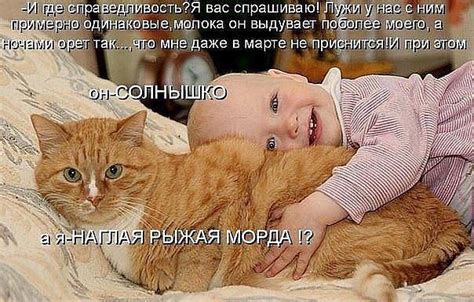 -И где справедливость?Я вас спрашиваю! Лужи у нас с ним
примерно одинаковые,молока он выдувает поболее моего, а
ночами орет так...,что мне даже в марте не приснится!И при этом
он-СОЛНЫШКО
а я-НАГЛАЯ РЫЖАЯ МОРДА !?